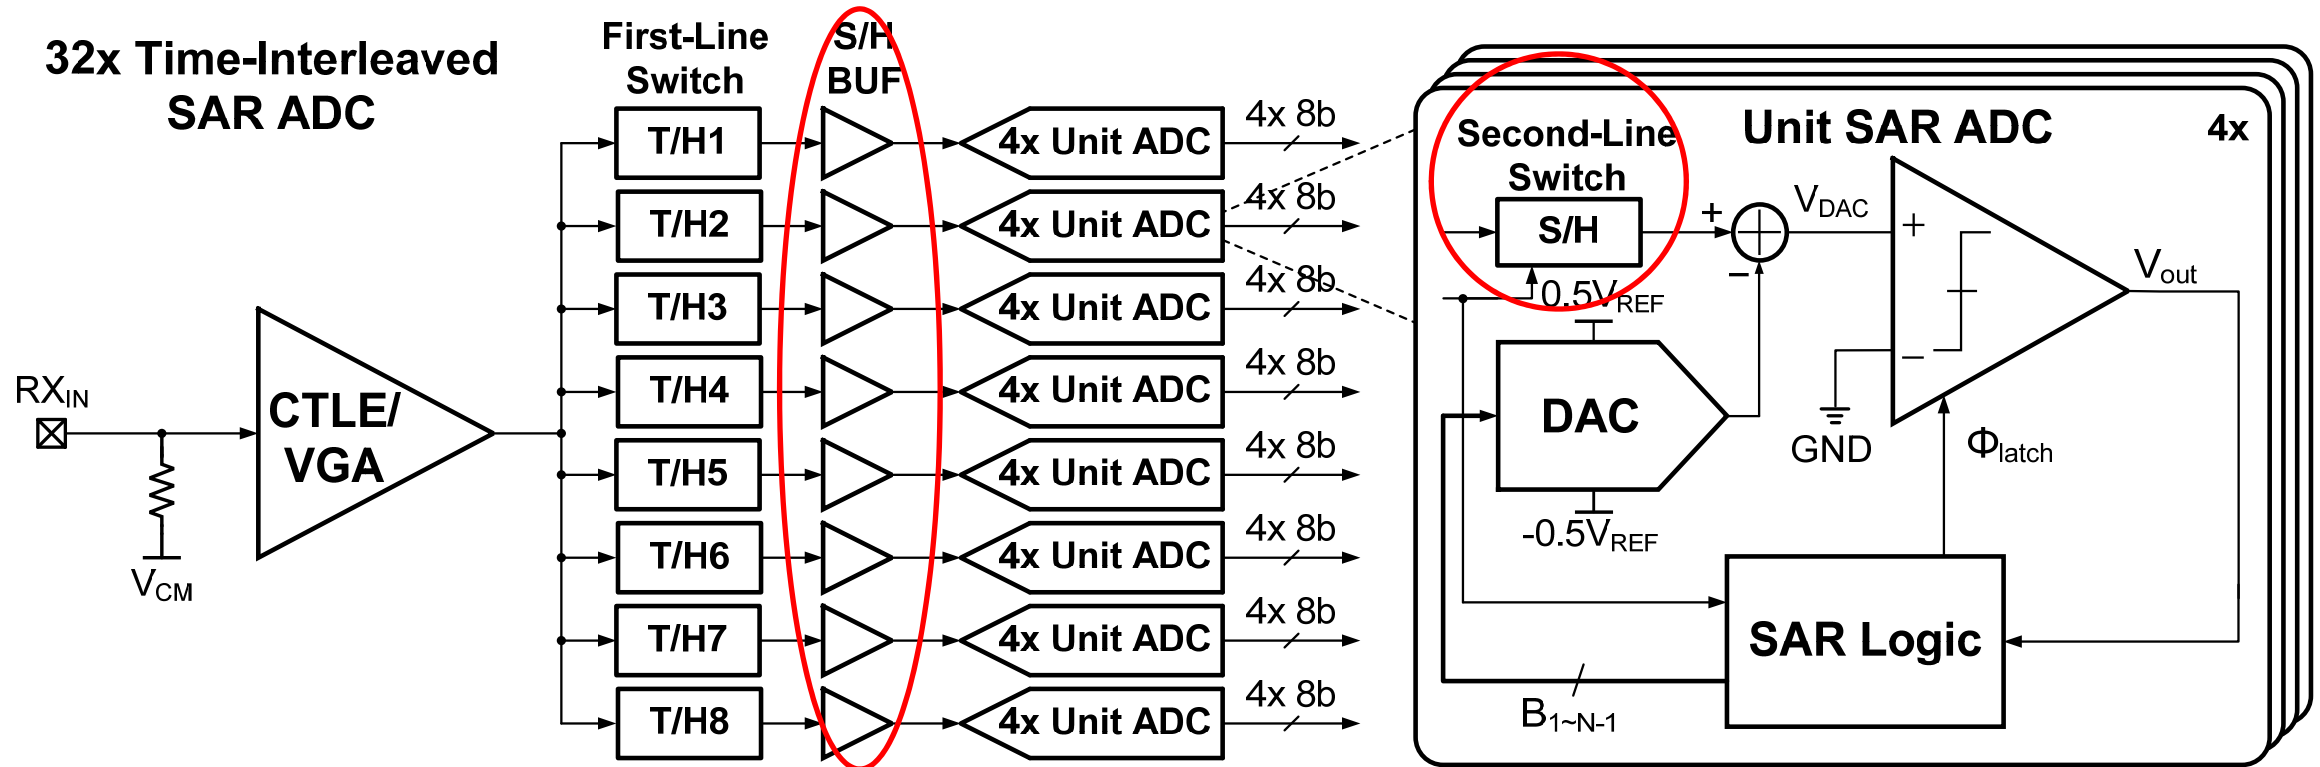 32x Time-Interleaved
SAR ADC
First-Line
Switch
S/H
BUF
RXIN
VCM
CTLE/
VGA
T/H1
4x Unit ADC
4x 8b
T/H2
4x Unit ADC
4x 8b
T/H3
4x Unit ADC
4x 8b
T/H4
4x Unit ADC
4x 8b
T/H5
4x Unit ADC
4x 8b
T/H6
4x Unit ADC
4x 8b
T/H7
4x Unit ADC
4x 8b
T/H8
4x Unit ADC
4x 8b
Second-Line
Switch
Unit SAR ADC
4x
S/H
+
−
VDAC
0.5VREF
DAC
-0.5VREF
+
−
GND
Vout
Φlatch
SAR Logic
B1~N-1